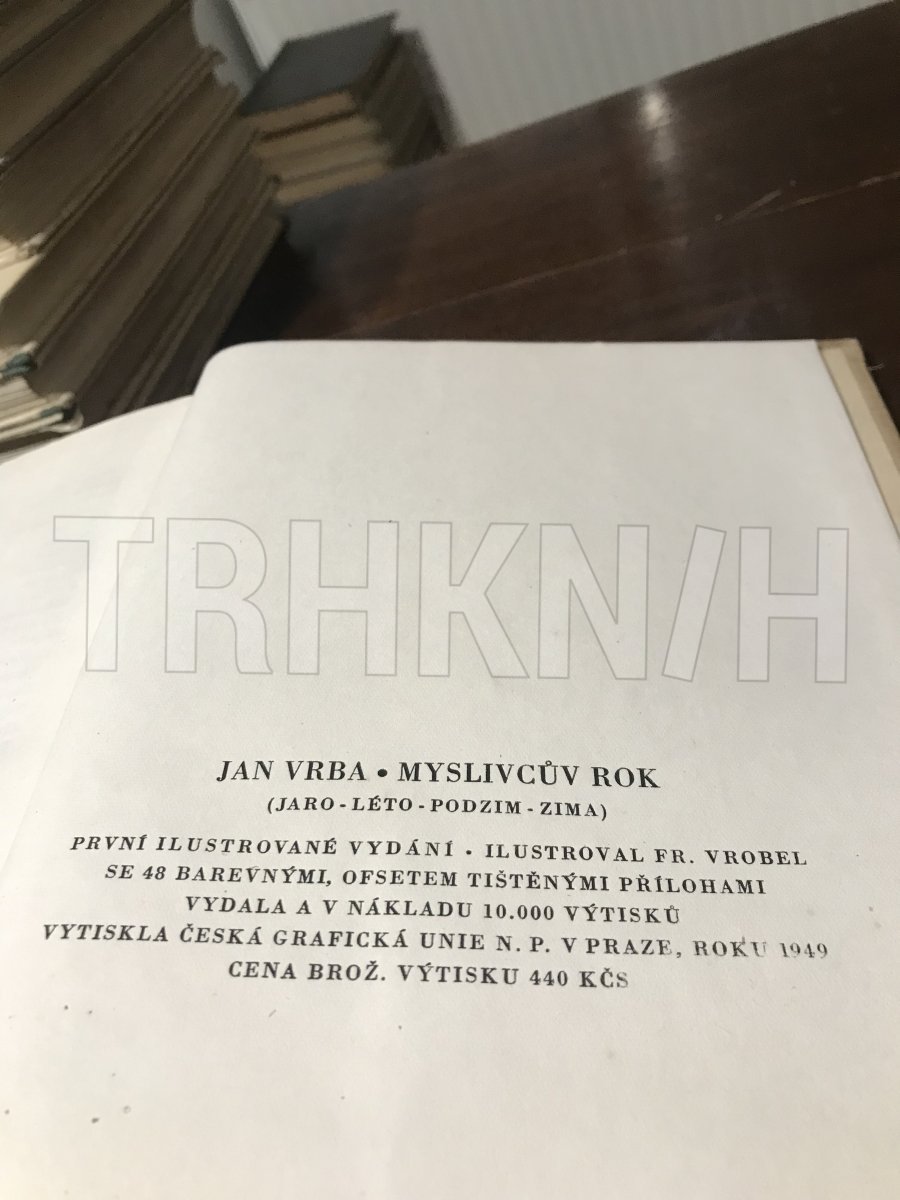 TRHKN/H
JAN VRBA • MYSLIVCŮV ROK
(JARO - LÉTO - PODZIM - ZIMA)
PRVNÍ ILUSTROVANÉ VYDÁNÍ • ILUSTROVAL FR. VROBEL
SE 48 BAREVNÝMI, OFSETEM TIŠTĚNÝMI PŘÍLOHAMI
VYDALA A V NÁKLADU 10.000 VÝTISKŮ
VYTISKLA ČESKÁ GRAFICKÁ UNIE N. P. V PRAZE, ROKU 1949
CENA BROŽ. VÝTISKU 440 KČS